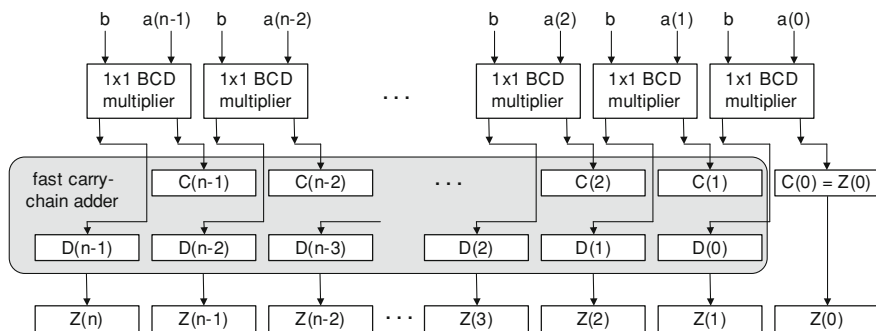 b a(n-1) b a(n-2) b a(2) b a(1) b a(0)
1x1 BCD multiplier 1x1 BCD multiplier ... 1x1 BCD multiplier 1x1 BCD multiplier 1x1 BCD multiplier
fast carry-chain adder
C(n-1) C(n-2) ... C(2) C(1) C(0) = Z(0)
D(n-1) D(n-2) D(n-3) D(2) D(1) D(0)
Z(n) Z(n-1) Z(n-2) ... Z(3) Z(2) Z(1) Z(0)